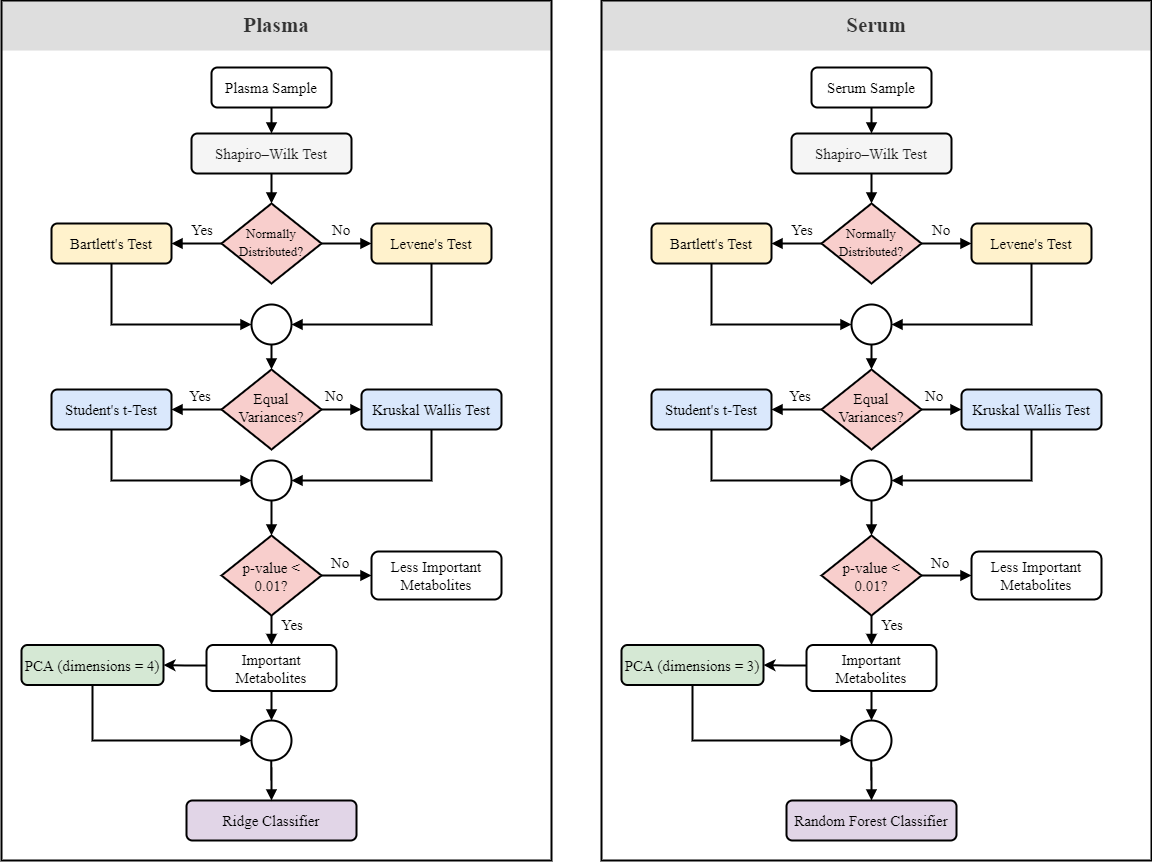 Plasma
Plasma Sample
Shapiro–Wilk Test
Normally
Distributed?
Yes
No
Bartlett's Test
Levene's Test
Equal
Variances?
Yes
No
Student's t-Test
Kruskal Wallis Test
p-value <
0.01?
No
Less Important
Metabolites
Yes
Important
Metabolites
PCA (dimensions = 4)
Ridge Classifier
Serum
Serum Sample
Shapiro–Wilk Test
Normally
Distributed?
Yes
No
Bartlett's Test
Levene's Test
Equal
Variances?
Yes
No
Student's t-Test
Kruskal Wallis Test
p-value <
0.01?
No
Less Important
Metabolites
Yes
Important
Metabolites
PCA (dimensions = 3)
Random Forest Classifier